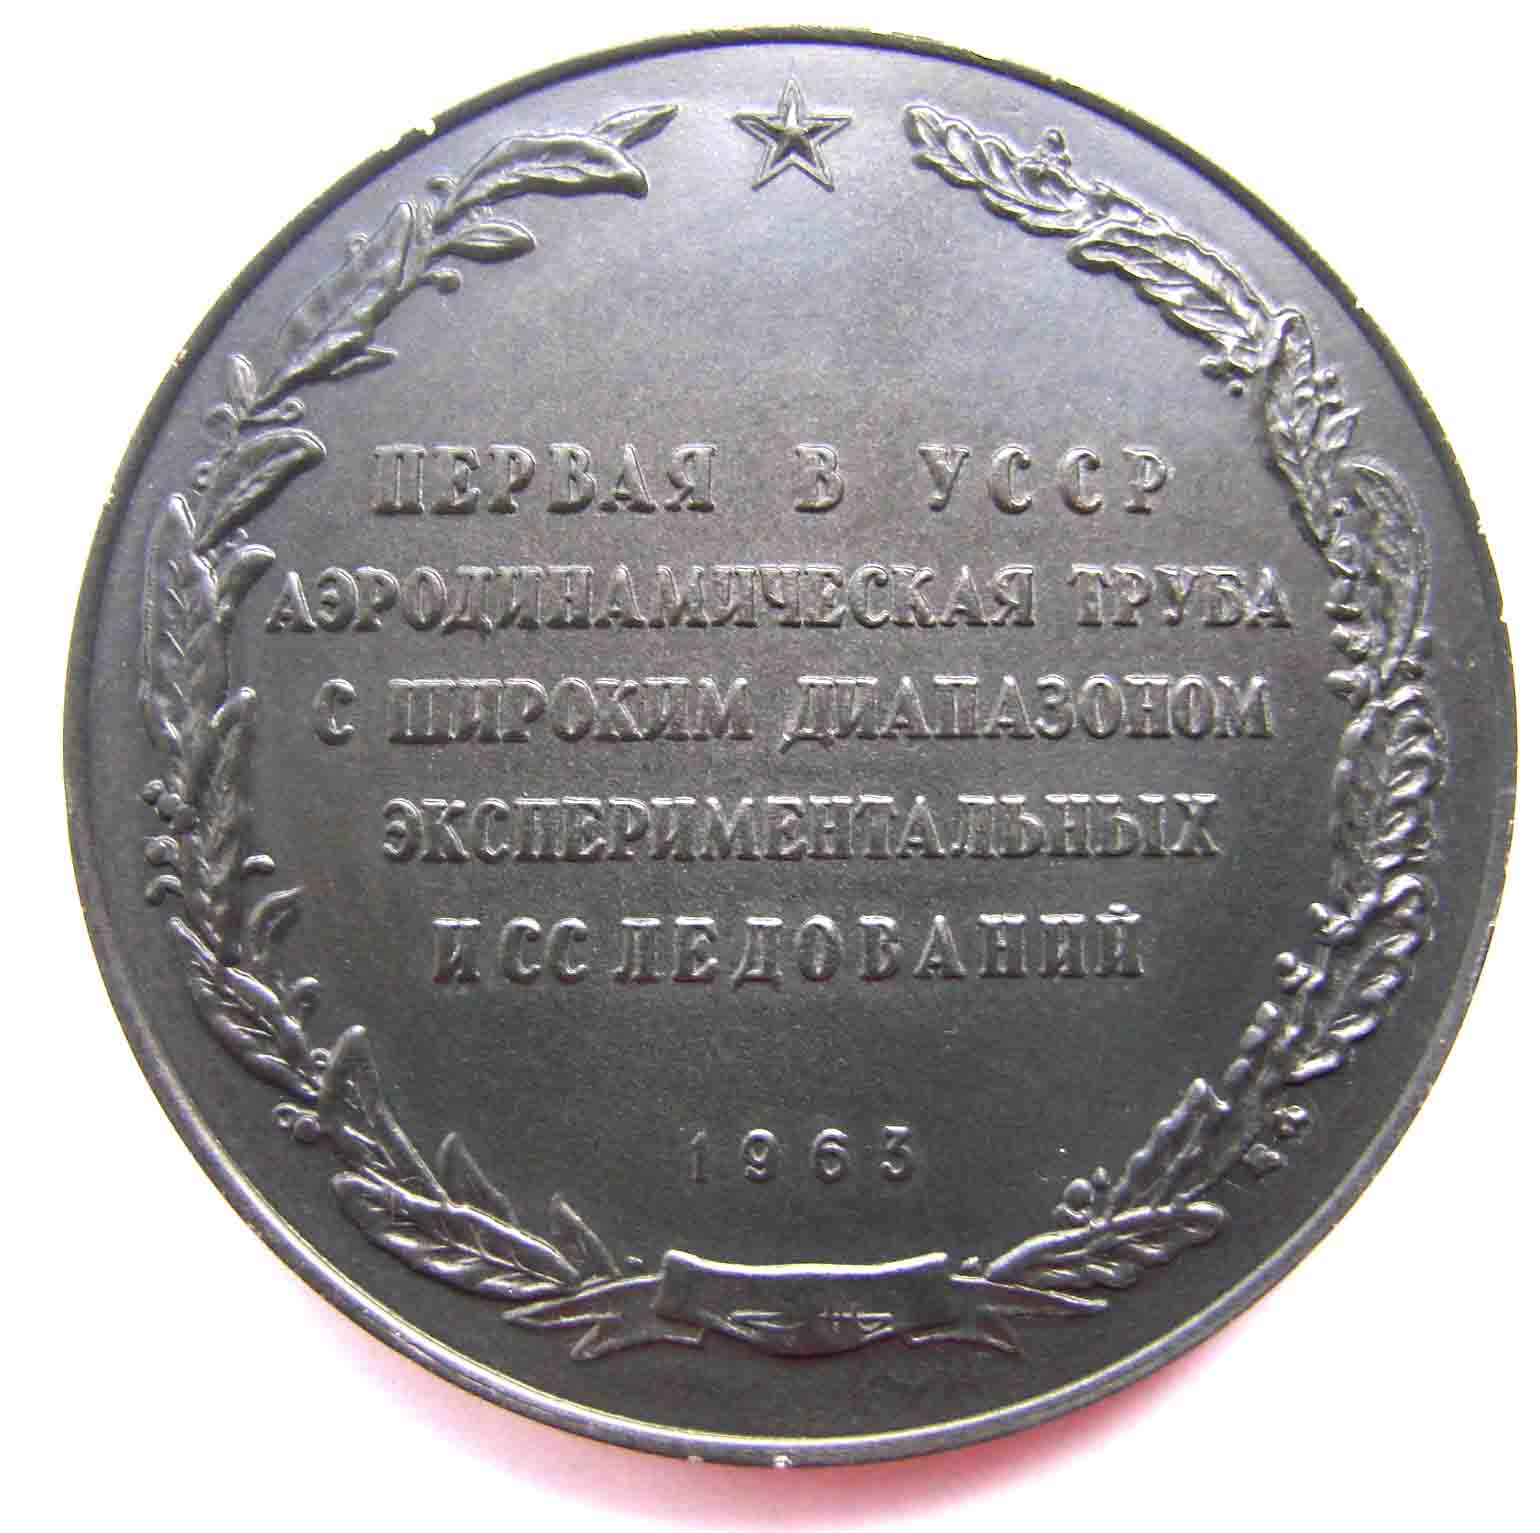 ПЕРВАЯ В УССР
АЭРОДИНАМИЧЕСКАЯ ТРУБА
С ШИРОКИМ ДИАПАЗОНОМ
ЭКСПЕРИМЕНТАЛЬНЫХ
ИССЛЕДОВАНИЙ
1963